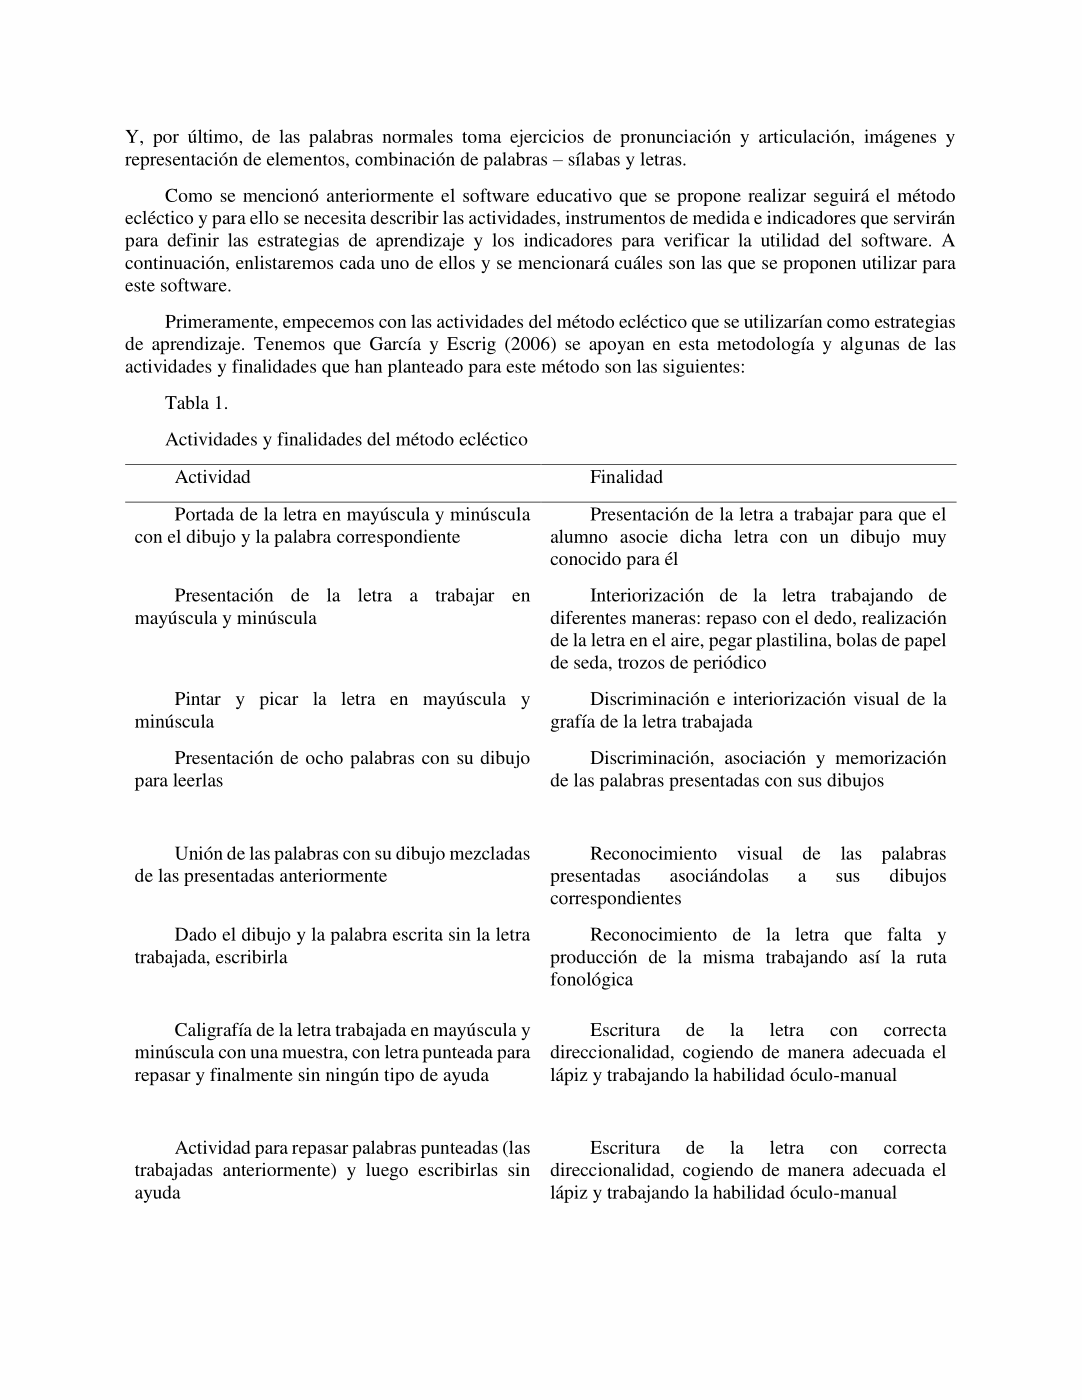 Y, por último, de las palabras normales toma ejercicios de pronunciación y articulación, imágenes y
representación de elementos, combinación de palabras – sílabas y letras.
Como se mencionó anteriormente el software educativo que se propone realizar seguirá el método
ecléctico y para ello se necesita describir las actividades, instrumentos de medida e indicadores que servirán
para definir las estrategias de aprendizaje y los indicadores para verificar la utilidad del software. A
continuación, enlistaremos cada uno de ellos y se mencionará cuáles son las que se proponen utilizar para
este software.
Primeramente, empecemos con las actividades del método ecléctico que se utilizarían como estrategias
de aprendizaje. Tenemos que García y Escrig (2006) se apoyan en esta metodología y algunas de las
actividades y finalidades que han planteado para este método son las siguientes:
Tabla 1.
Actividades y finalidades del método ecléctico
Actividad
Finalidad
Portada de la letra en mayúscula y minúscula
con el dibujo y la palabra correspondiente
Presentación de la letra a trabajar para que el
alumno asocie dicha letra con un dibujo muy
conocido para él
Presentación de la letra a trabajar en
mayúscula y minúscula
Interiorización de la letra trabajando de
diferentes maneras: repaso con el dedo, realización
de la letra en el aire, pegar plastilina, bolas de papel
de seda, trozos de periódico
Pintar y picar la letra en mayúscula y
minúscula
Discriminación e interiorización visual de la
grafía de la letra trabajada
Presentación de ocho palabras con su dibujo
para leerlas
Discriminación, asociación y memorización
de las palabras presentadas con sus dibujos
Unión de las palabras con su dibujo mezcladas
de las presentadas anteriormente
Reconocimiento visual de las palabras
presentadas asociándolas a sus dibujos
correspondientes
Dado el dibujo y la palabra escrita sin la letra
trabajada, escribirla
Reconocimiento de la letra que falta y
producción de la misma trabajando así la ruta
fonológica
Caligrafía de la letra trabajada en mayúscula y
minúscula con una muestra, con letra punteada para
repasar y finalmente sin ningún tipo de ayuda
Escritura de la letra con correcta
direccionalidad, cogiendo de manera adecuada el
lápiz y trabajando la habilidad óculo-manual
Actividad para repasar palabras punteadas (las
trabajadas anteriormente) y luego escribirlas sin
ayuda
Escritura de la letra con correcta
direccionalidad, cogiendo de manera adecuada el
lápiz y trabajando la habilidad óculo-manual